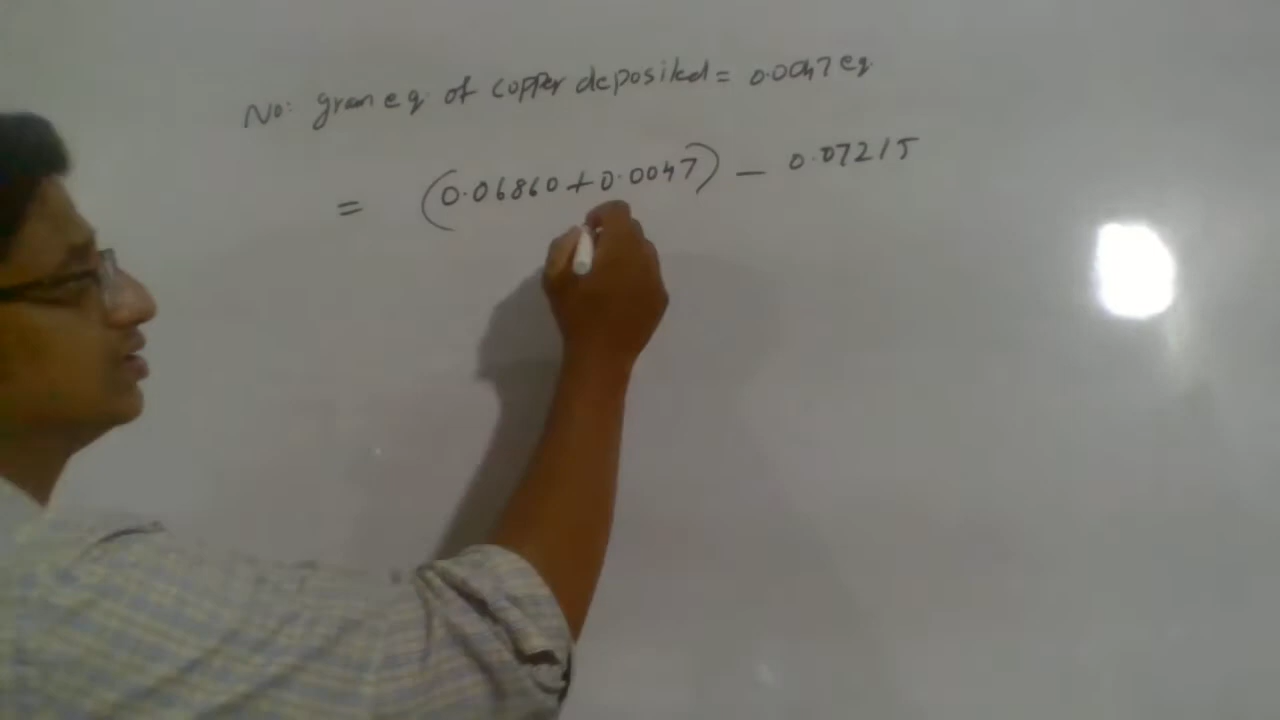 No: gram eq. of copper deposited = 0.0047 eq.
= (0.06860 + 0.0047) - 0.07215